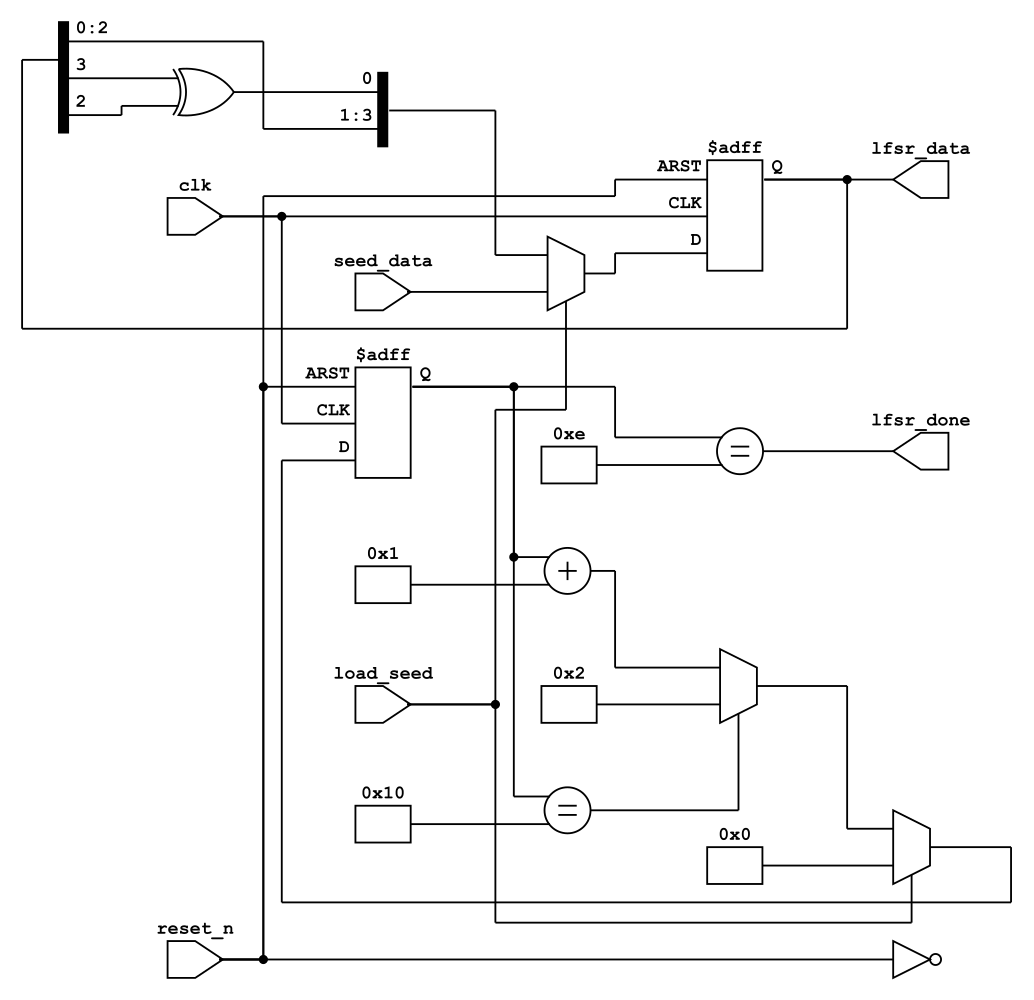 0:2
3
0
2
1:3
$adff
lfsr_data
ARST
Q
clk
CLK
D
seed_data
$adff
ARST
Q
CLK
lfsr_done
0xe
D
0x1
load_seed
0x2
0x10
0x0
reset_n